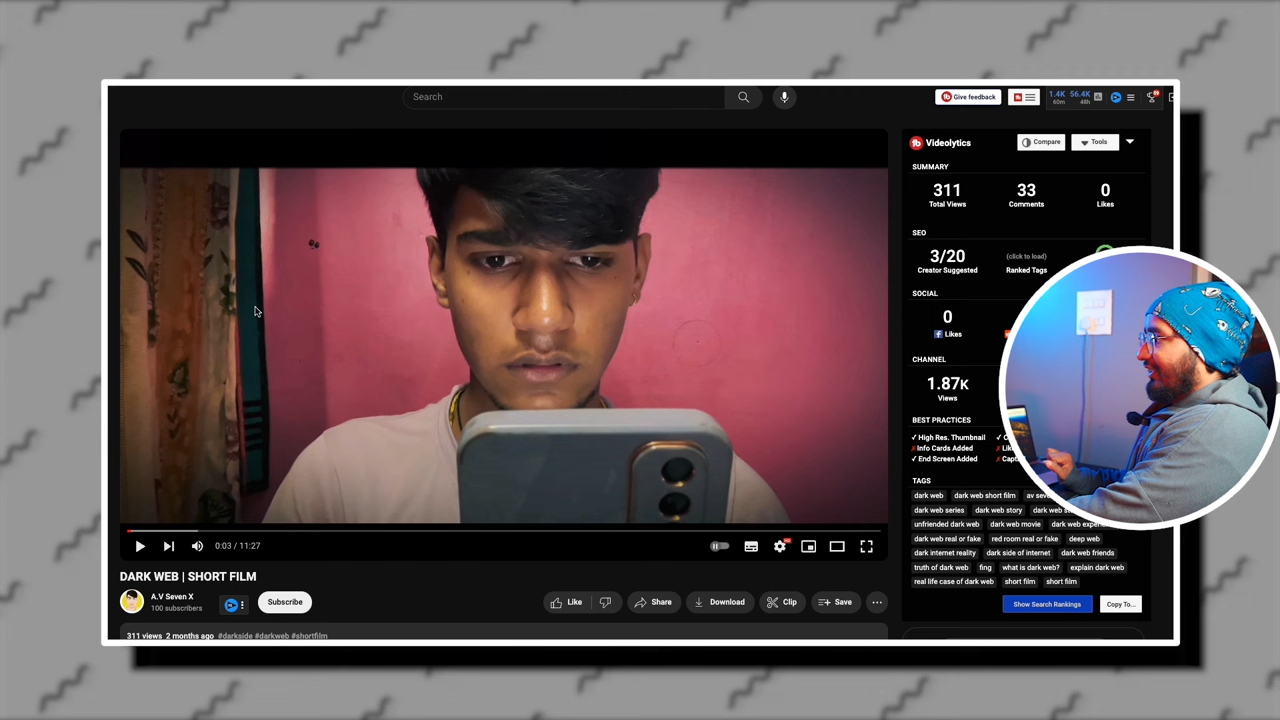 Search
Give feedback
1.4K 56.4K
60m 48h
Videolytics
Compare
Tools
SUMMARY
311 33 0
Total Views Comments Likes
SEO
3/20 (click to load)
Creator Suggested Ranked Tags
SOCIAL
0
Likes
CHANNEL
1.87K
Views
BEST PRACTICES
✓ High Res. Thumbnail
✗ Info Cards Added
✓ End Screen Added
TAGS
dark web dark web short film
dark web series dark web story
unfriended dark web dark web movie
dark web real or fake red room real or fake deep web
dark internet reality dark side of internet dark web friends
truth of dark web fing what is dark web? explain dark web
real life case of dark web short film short film
Show Search Rankings Copy To...
0:03 / 11:27
DARK WEB | SHORT FILM
A.V Seven X
100 subscribers
Subscribe
Like Share Download Clip Save
311 views 2 months ago #darkside #darkweb #shortfilm